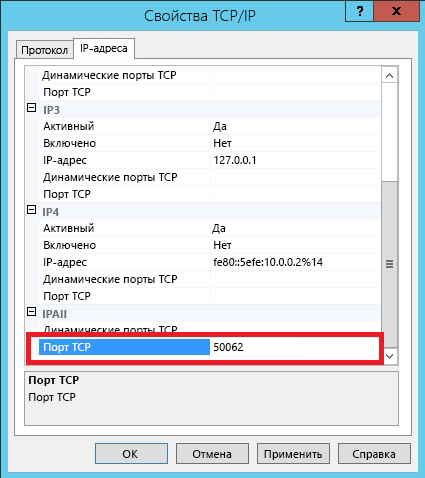 Свойства TCP/IP
? x
Протокол IP-адреса
Динамические порты TCP
Порт TCP
IP3
Активный Да
Включено Нет
IP-адрес 127.0.0.1
Динамические порты TCP
Порт TCP
IP4
Активный Да
Включено Нет
IP-адрес fe80::5efe:10.0.0.2%14
Динамические порты TCP
Порт TCP
IPAll
Динамические порты TCP
Порт TCP 50062
Порт TCP
Порт TCP
ОК Отмена Применить Справка